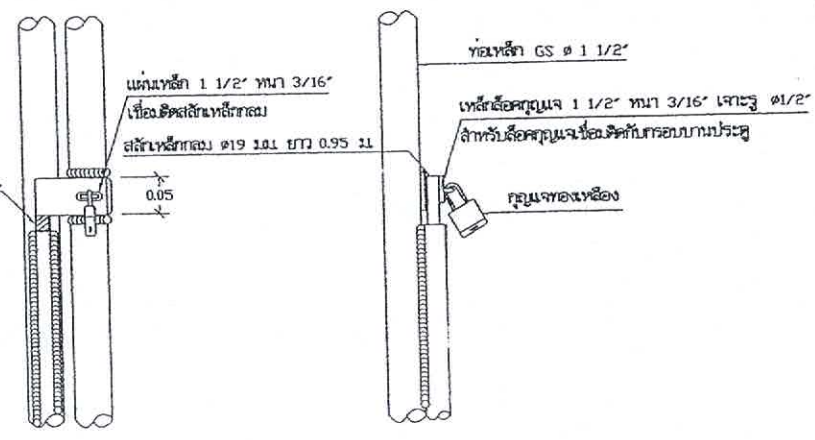 แผ่นเหล็ก 1 1/2" หนา 3/16"
เชื่อมติดสลักเหล็กกลม
สลักเหล็กกลม ø19 ม.ม. ยาว 0.95 ม.
0.05
ท่อเหล็ก GS ø 1 1/2"
เหล็กล็อคกุญแจ 1 1/2" หนา 3/16" เจาะรู ø1/2"
สำหรับล็อคกุญแจเชื่อมติดกับกรอบบานประตู
กุญแจทองเหลือง